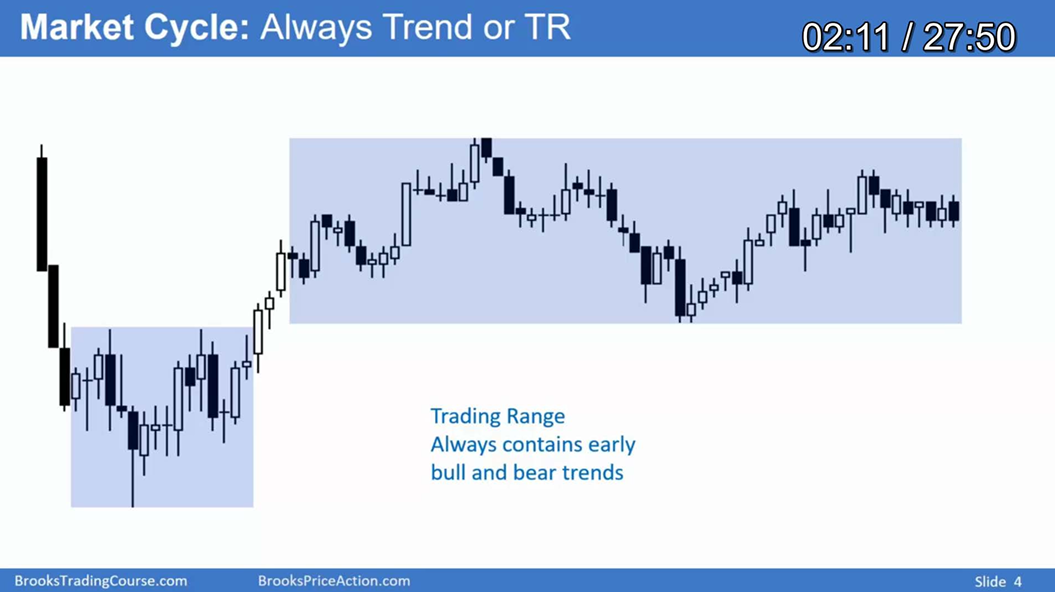 Market Cycle: Always Trend or TR
02:11 / 27:50
Trading Range
Always contains early
bull and bear trends
BrooksTradingCourse.com
BrooksPriceAction.com
Slide 4